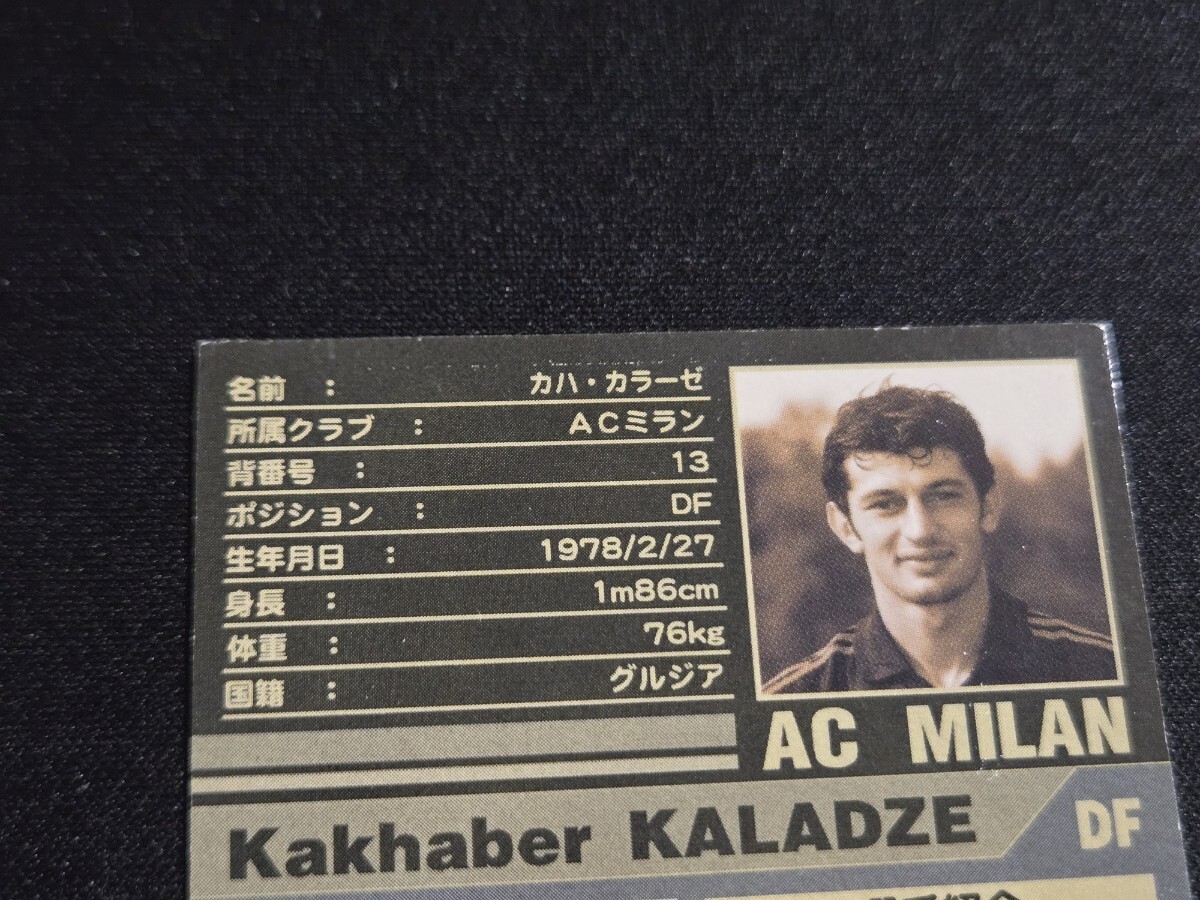 名前 : カハ・カラーゼ
所属クラブ : ACミラン
背番号 : 13
ポジション : DF
生年月日 : 1978/2/27
身長 : 1m86cm
体重 : 76kg
国籍 : グルジア
AC MILAN
Kakhaber KALADZE DF